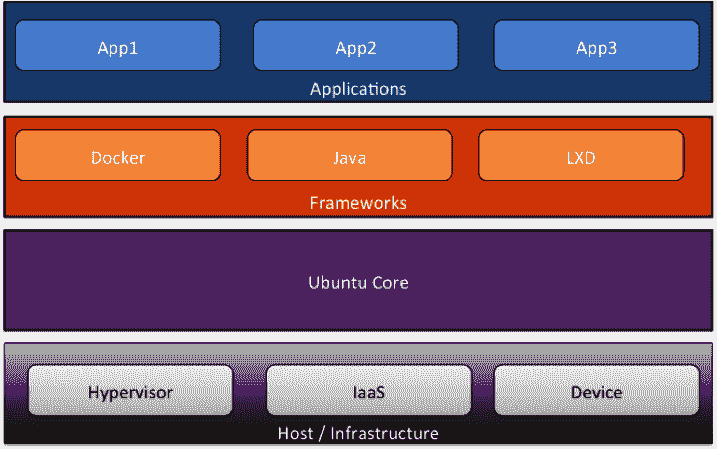 App1
App2
App3
Applications
Docker
Java
LXD
Frameworks
Ubuntu Core
Hypervisor
IaaS
Device
Host / Infrastructure